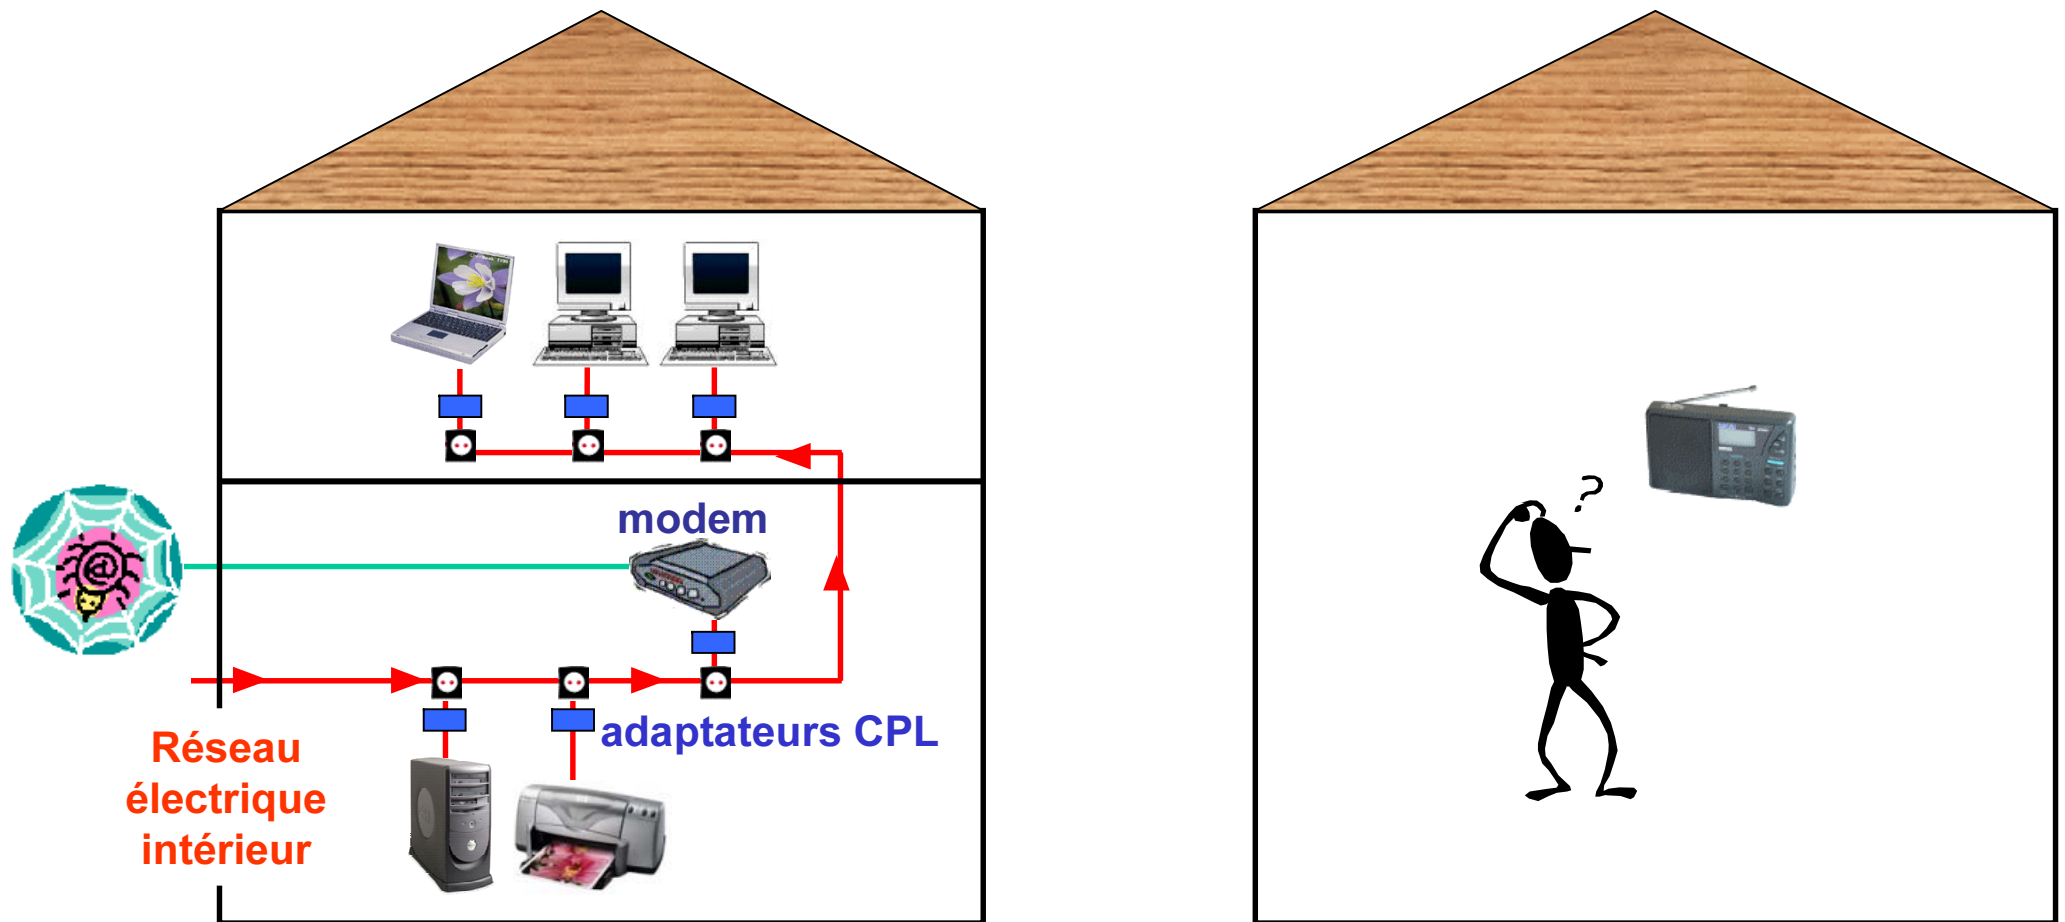 modem
adaptateurs CPL
Réseau
électrique
intérieur
?
@